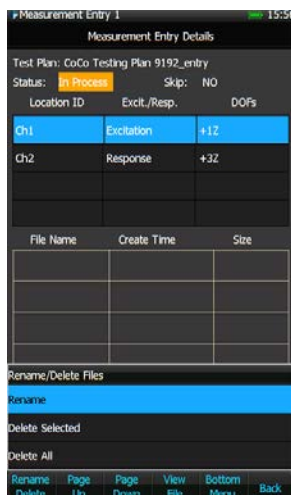 Measurement Entry 1 15:50
Measurement Entry Details
Test Plan: CoCo Testing Plan 9192_entry
Status: In Process Skip: NO
Location ID Excit./Resp. DOFs
Ch1 Excitation +1Z
Ch2 Response +3Z
File Name Create Time Size
Rename/Delete Files
Rename
Delete Selected
Delete All
Rename Page Page View Bottom
Delete Up Down File Menu Back